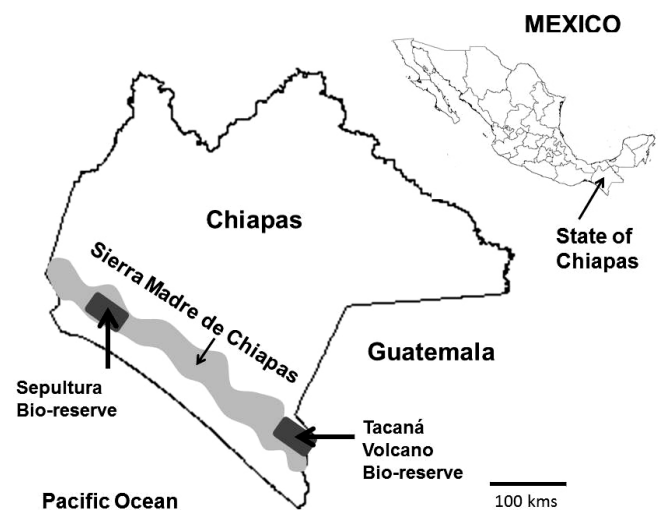 MEXICO
Chiapas
State of
Chiapas
Sierra Madre de Chiapas
Guatemala
Sepultura
Bio-reserve
Tacaná
Volcano
Bio-reserve
Pacific Ocean
100 kms